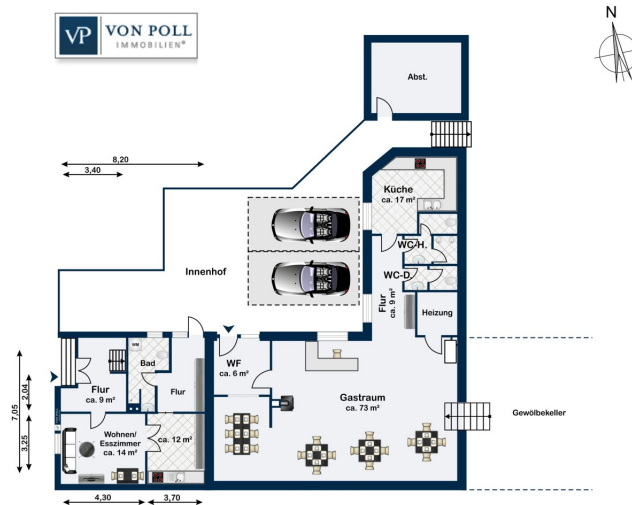 VP VON POLL
IMMOBILIEN®
N
Abst.
8,20
3,40
Küche
ca. 17 m²
WC-H.
WC-D.
Innenhof
Flur
ca. 9 m²
Heizung
WM
Bad
WF
ca. 6 m²
Flur
ca. 9 m²
Flur
Gastraum
ca. 73 m²
7,05
2,04
3,25
Gewölbekeller
Wohnen/
Esszimmer
ca. 14 m²
ca. 12 m²
4,30
3,70